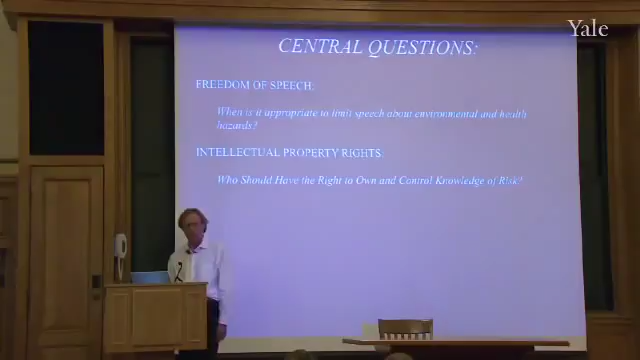 Yale
CENTRAL QUESTIONS:
FREEDOM OF SPEECH:
When is it appropriate to limit speech about environmental and health
hazards?
INTELLECTUAL PROPERTY RIGHTS:
Who Should Have the Right to Own and Control Knowledge of Risk?